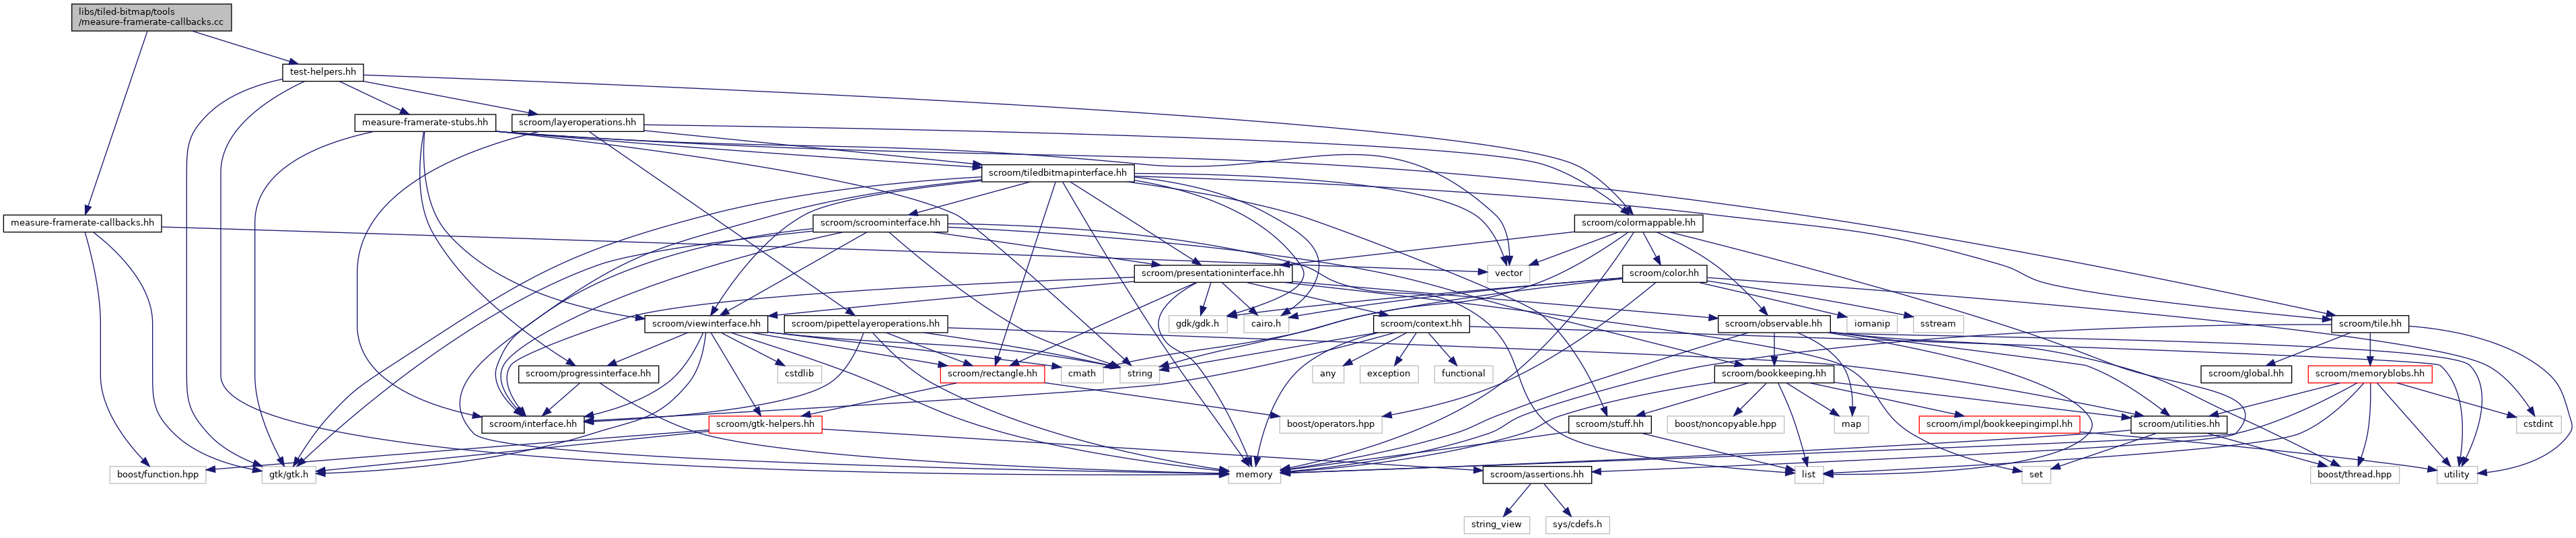 libs/tiled-bitmap/tools
/measure-framerate-callbacks.cc
test-helpers.hh
measure-framerate-stubs.hh
scroom/layeroperations.hh
scroom/tiledbitmapinterface.hh
measure-framerate-callbacks.hh
scroom/scroominterface.hh
scroom/colormappable.hh
scroom/presentationinterface.hh
vector
scroom/color.hh
scroom/viewinterface.hh
scroom/pipettelayeroperations.hh
gdk/gdk.h
cairo.h
scroom/context.hh
scroom/observable.hh
iomanip
sstream
scroom/tile.hh
scroom/progressinterface.hh
cstdlib
scroom/rectangle.hh
cmath
string
any
exception
functional
scroom/bookkeeping.hh
scroom/global.hh
scroom/memoryblobs.hh
scroom/interface.hh
scroom/gtk-helpers.hh
boost/operators.hpp
scroom/stuff.hh
boost/noncopyable.hpp
map
scroom/impl/bookkeepingimpl.hh
scroom/utilities.hh
cstdint
boost/function.hpp
gtk/gtk.h
memory
scroom/assertions.hh
list
set
boost/thread.hpp
utility
string_view
sys/cdefs.h